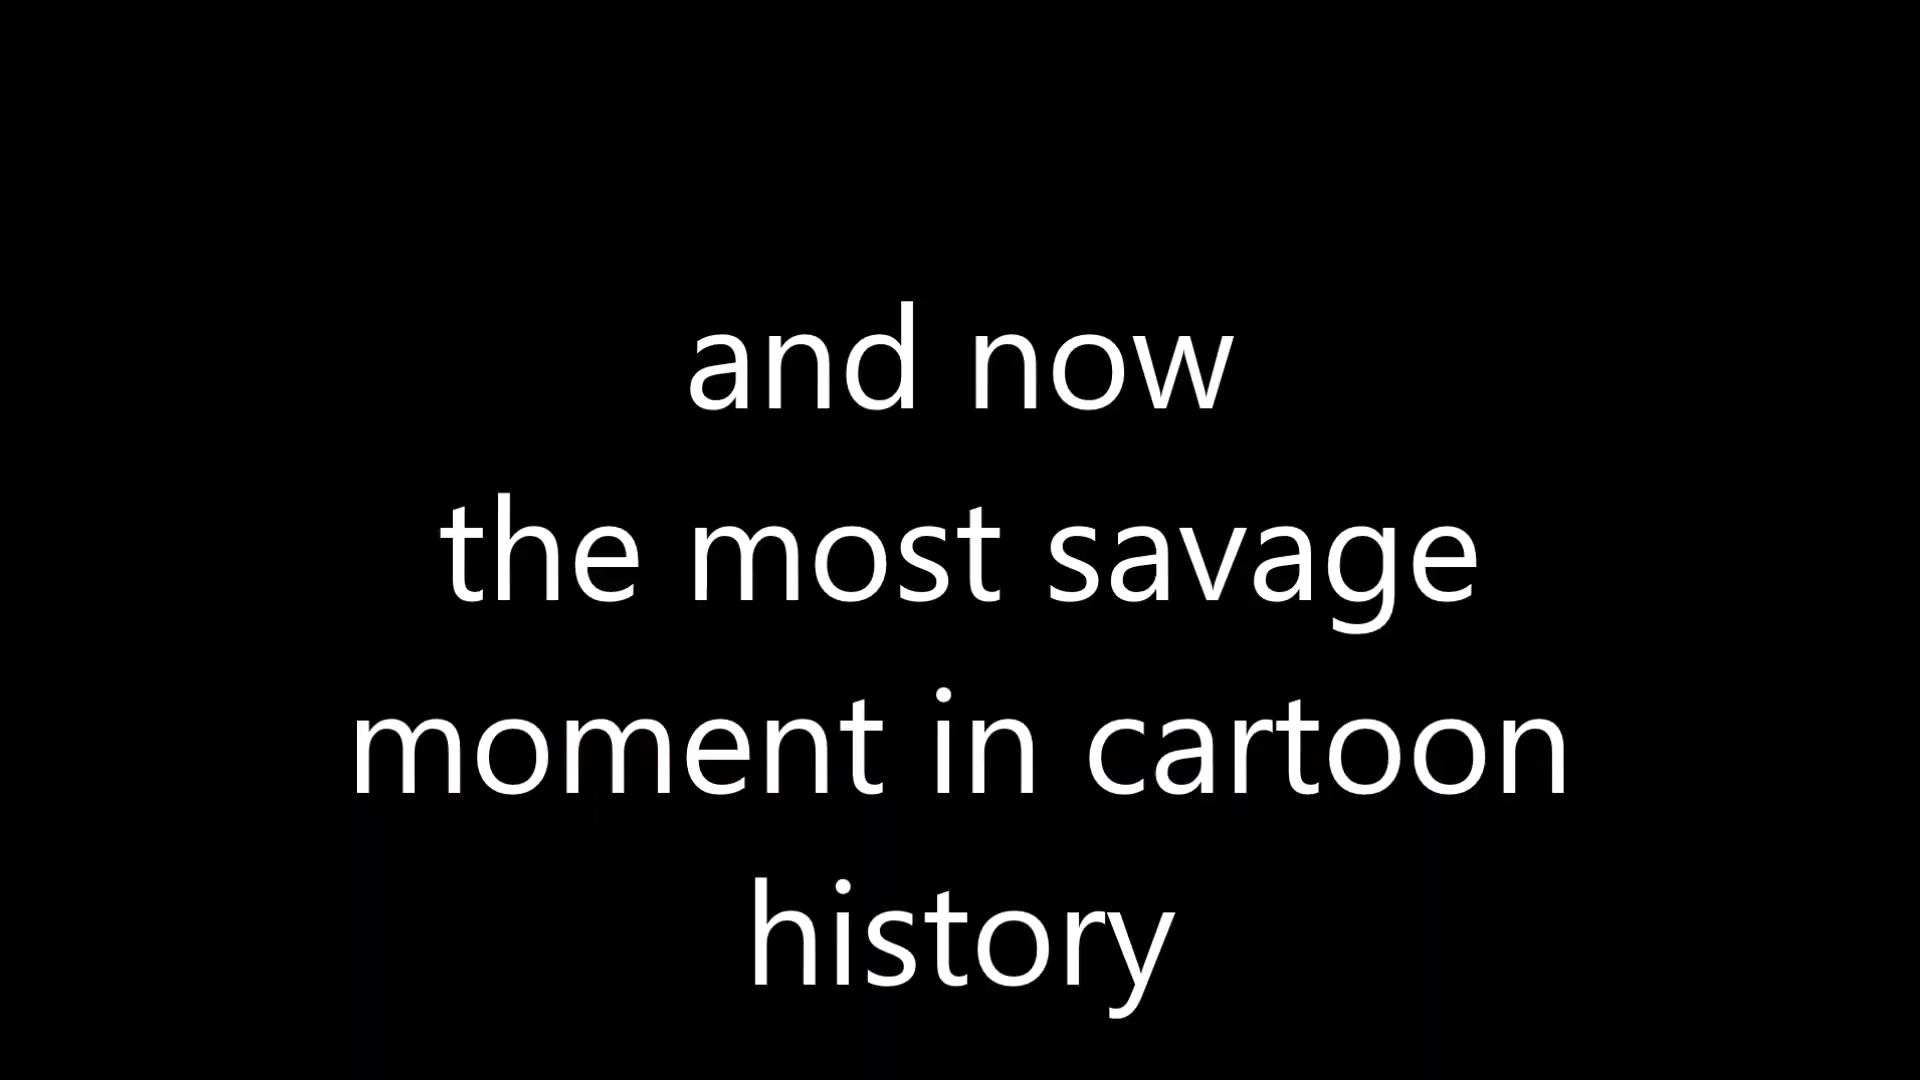 and now
the most savage
moment in cartoon
history